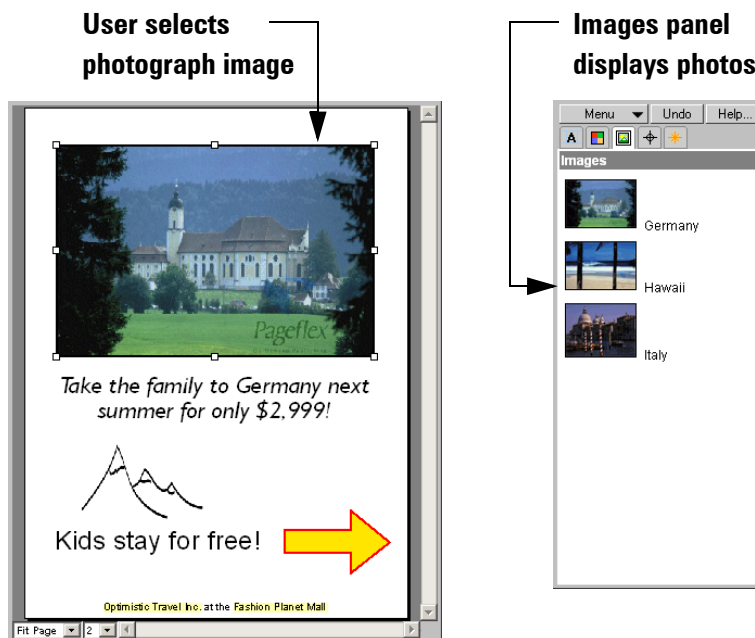 User selects
photograph image
Images panel
displays photos
Menu Undo Help...
A
Images
Germany
Hawaii
Italy
Pageflex
Take the family to Germany next
summer for only $2,999!
Kids stay for free!
Optimistic Travel Inc. at the Fashion Planet Mall
Fit Page 2